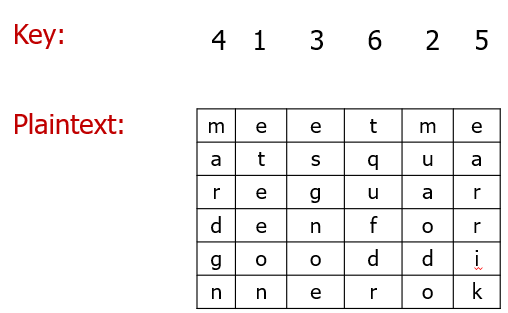 Key: 4 1 3 6 2 5
Plaintext:
m e e t m e
a t s q u a
r e g u a r
d e n f o r
g o o d d i
n n e r o k